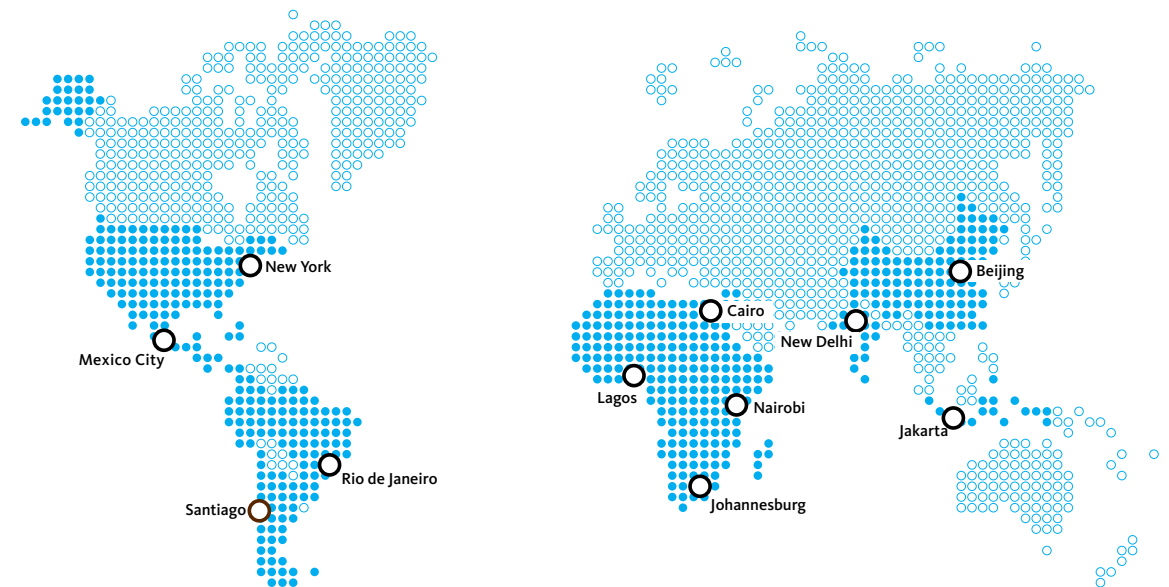 New York
Mexico City
Rio de Janeiro
Santiago
Cairo
Lagos
Nairobi
Johannesburg
New Delhi
Beijing
Jakarta